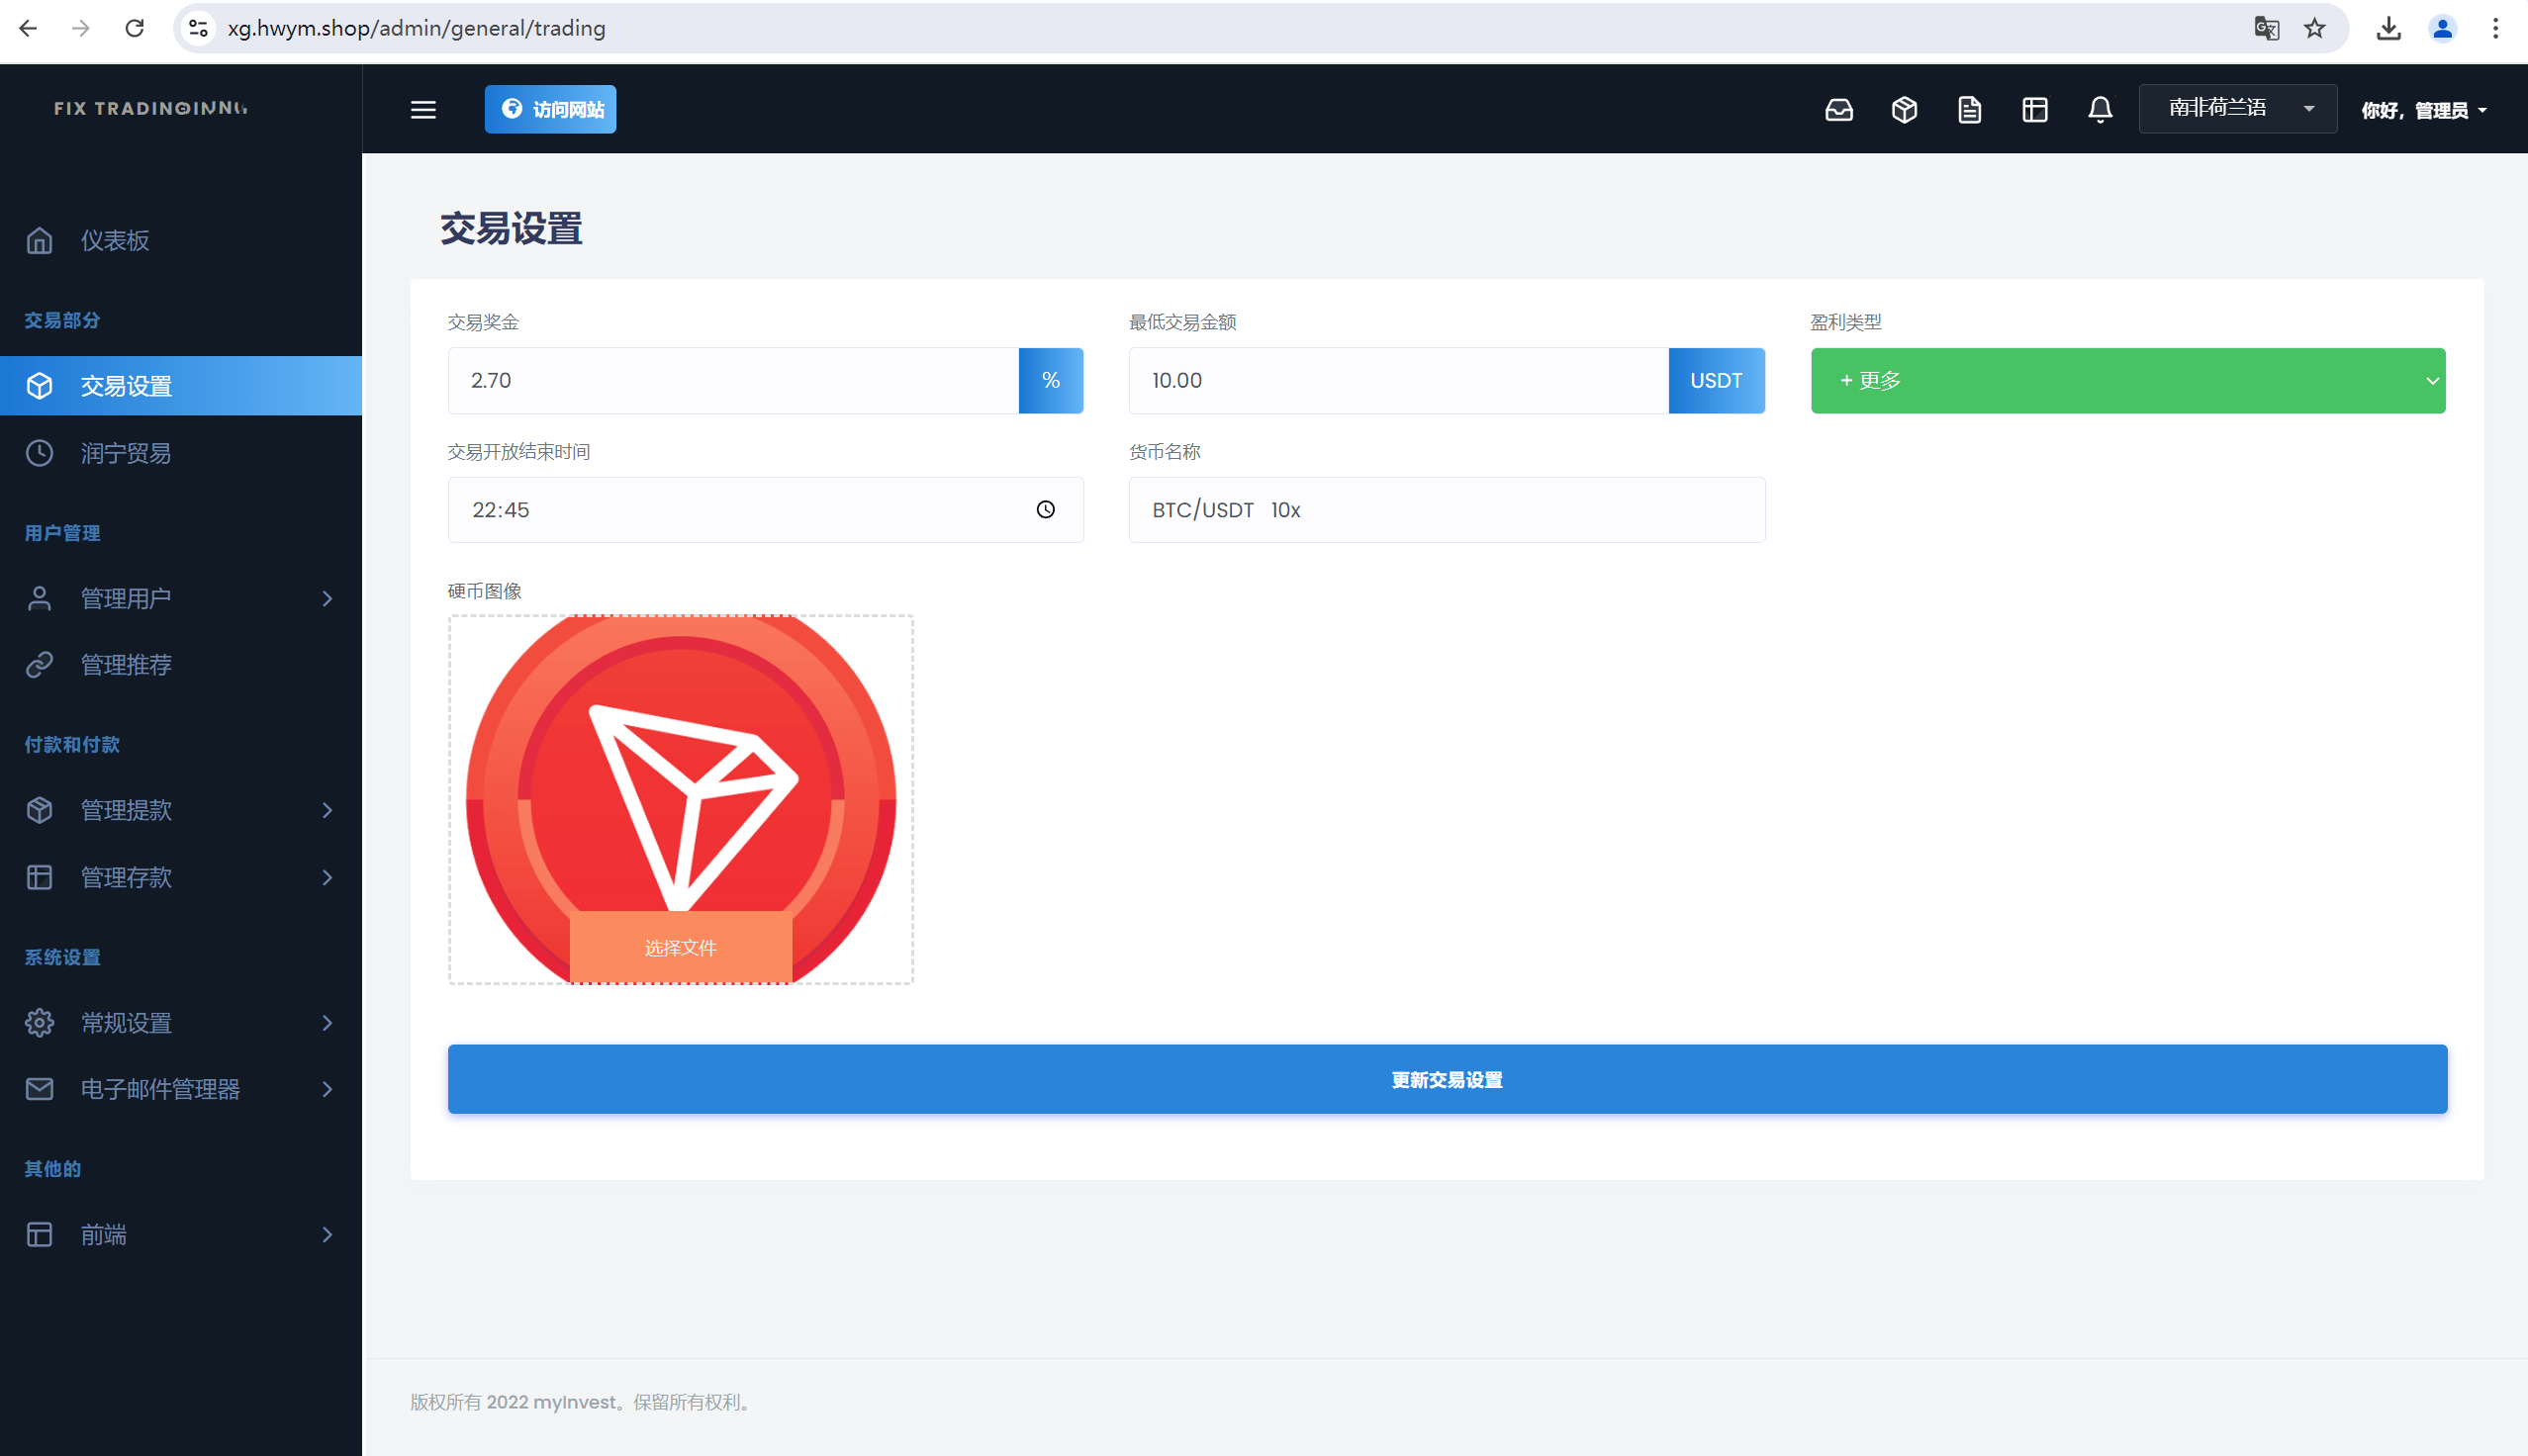 xg.hwym.shop/admin/general/trading
FIX TRADING
访问网站
南非荷兰语
你好，管理员
仪表板
交易部分
交易设置
润宁贸易
用户管理
管理用户
管理推荐
付款和付款
管理提款
管理存款
系统设置
常规设置
电子邮件管理器
其他的
前端
交易设置
交易奖金
2.70
%
最低交易金额
10.00
USDT
盈利类型
+ 更多
交易开放结束时间
22:45
货币名称
BTC/USDT 10x
硬币图像
选择文件
更新交易设置
版权所有 2022 myInvest。保留所有权利。